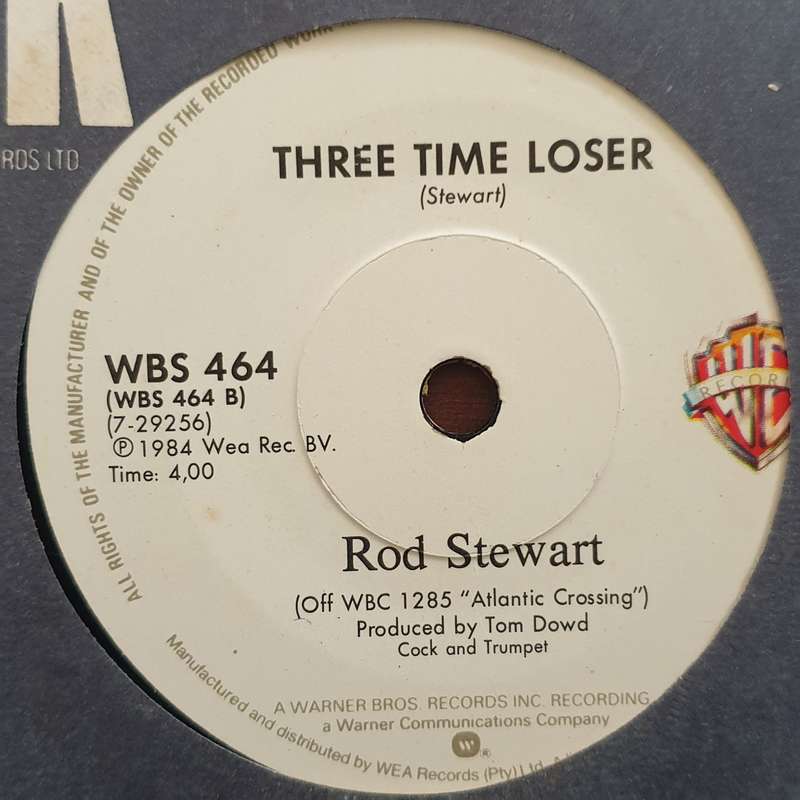 RDS LTD
ALL RIGHTS OF THE MANUFACTURER AND OF THE OWNER OF THE RECORDED WORK
THREE TIME LOSER
(Stewart)
WBS 464
(WBS 464 B)
(7-29256)
Ⓟ1984 Wea Rec. BV.
Time: 4,00
RECOR
Rod Stewart
(Off WBC 1285 "Atlantic Crossing")
Produced by Tom Dowd
Cock and Trumpet
A WARNER BROS. RECORDS INC. RECORDING
a Warner Communications Company
Manufactured and distributed by WEA Records (Pty) Ltd.